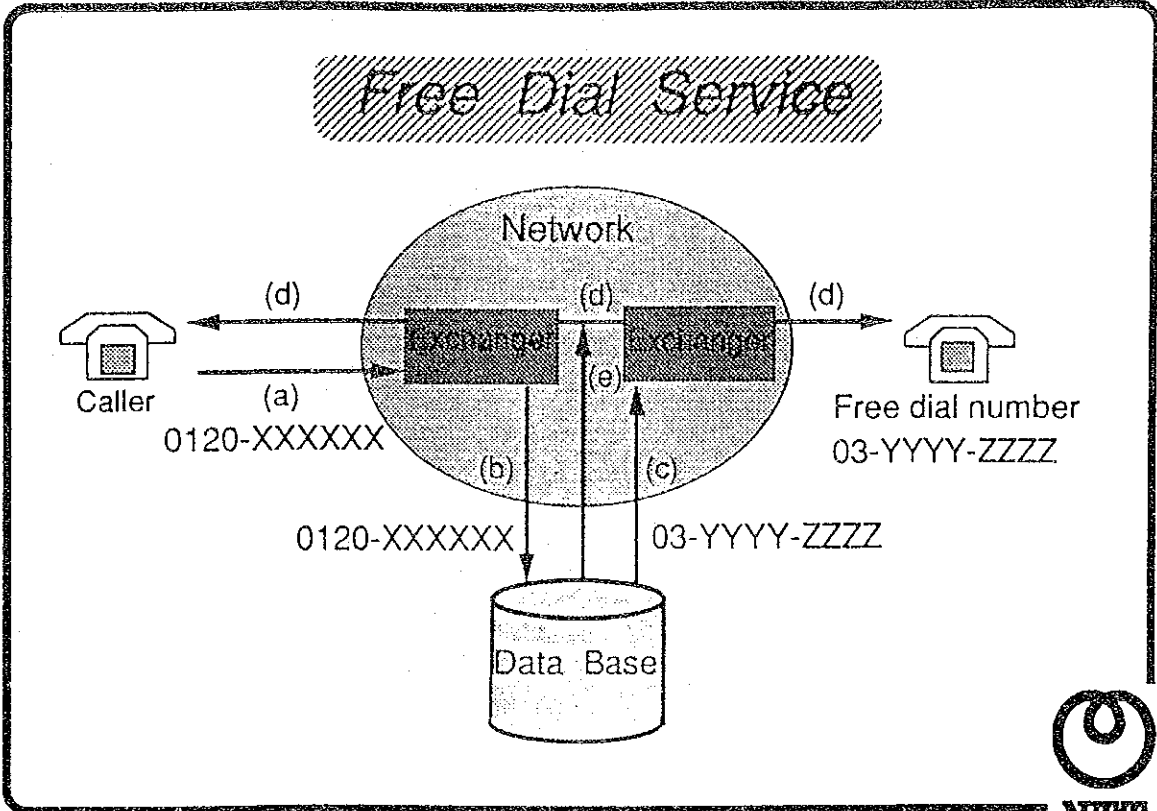 Free Dial Service
Network
(d) (d) (d)
Exchanger Exchanger
(e)
Caller
(a)
0120-XXXXXX
Free dial number
03-YYYY-ZZZZ
(b) (c)
0120-XXXXXX 03-YYYY-ZZZZ
Data Base